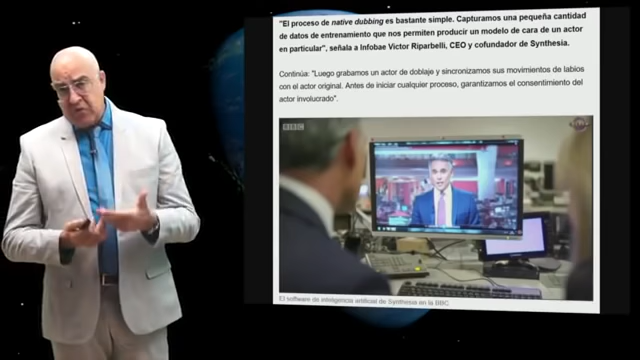 "El proceso de native dubbing es bastante simple. Capturamos una pequeña cantidad
de datos de entrenamiento que nos permiten producir un modelo de cara de un actor
en particular", señala a Infobae Victor Riparbelli, CEO y cofundador de Synthesia.
Continúa: "Luego grabamos un actor de doblaje y sincronizamos sus movimientos de labios
con el actor original. Antes de iniciar cualquier proceso, garantizamos el consentimiento del
actor involucrado".
BBC
El software de inteligencia artificial de Synthesia en la BBC